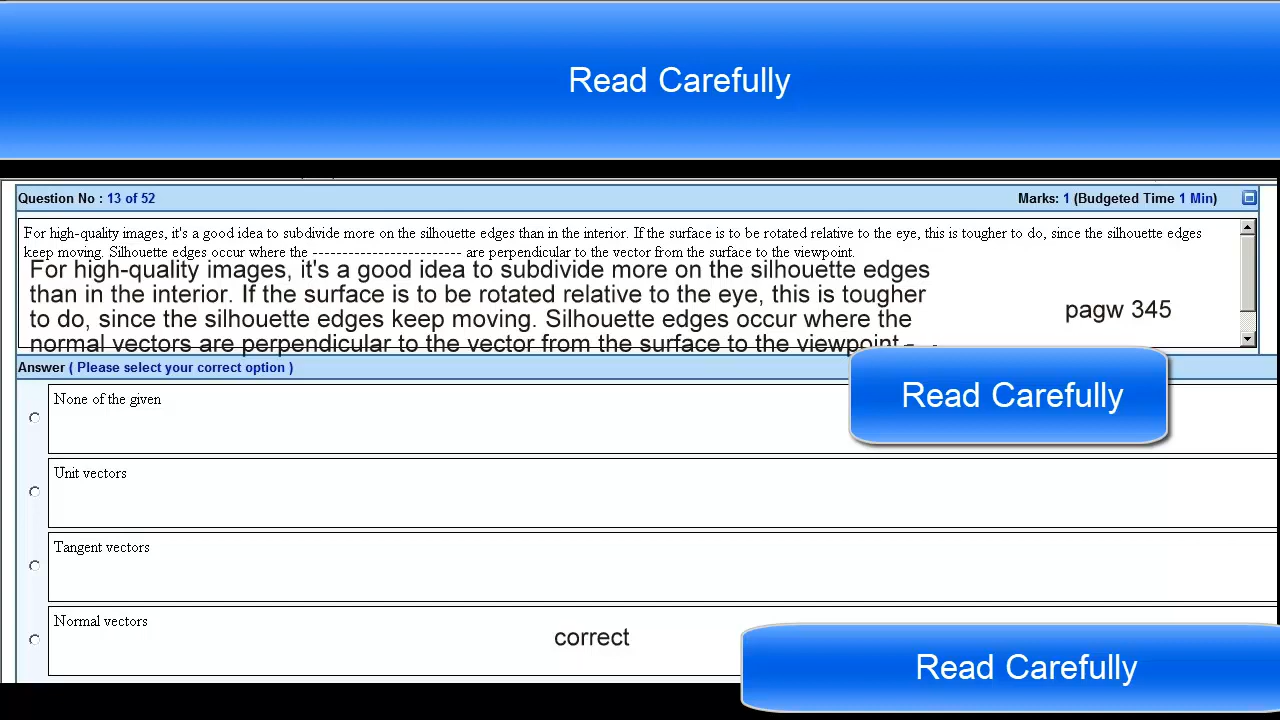 Read Carefully
Question No : 13 of 52
Marks: 1 (Budgeted Time 1 Min)
For high-quality images, it's a good idea to subdivide more on the silhouette edges than in the interior. If the surface is to be rotated relative to the eye, this is tougher to do, since the silhouette edges
keep moving. Silhouette edges occur where the --------------------------- are perpendicular to the vector from the surface to the viewpoint.
For high-quality images, it's a good idea to subdivide more on the silhouette edges
than in the interior. If the surface is to be rotated relative to the eye, this is tougher
to do, since the silhouette edges keep moving. Silhouette edges occur where the
normal vectors are perpendicular to the vector from the surface to the viewpoint
pagw 345
Answer ( Please select your correct option )
Read Carefully
None of the given
Unit vectors
Tangent vectors
Normal vectors
correct
Read Carefully